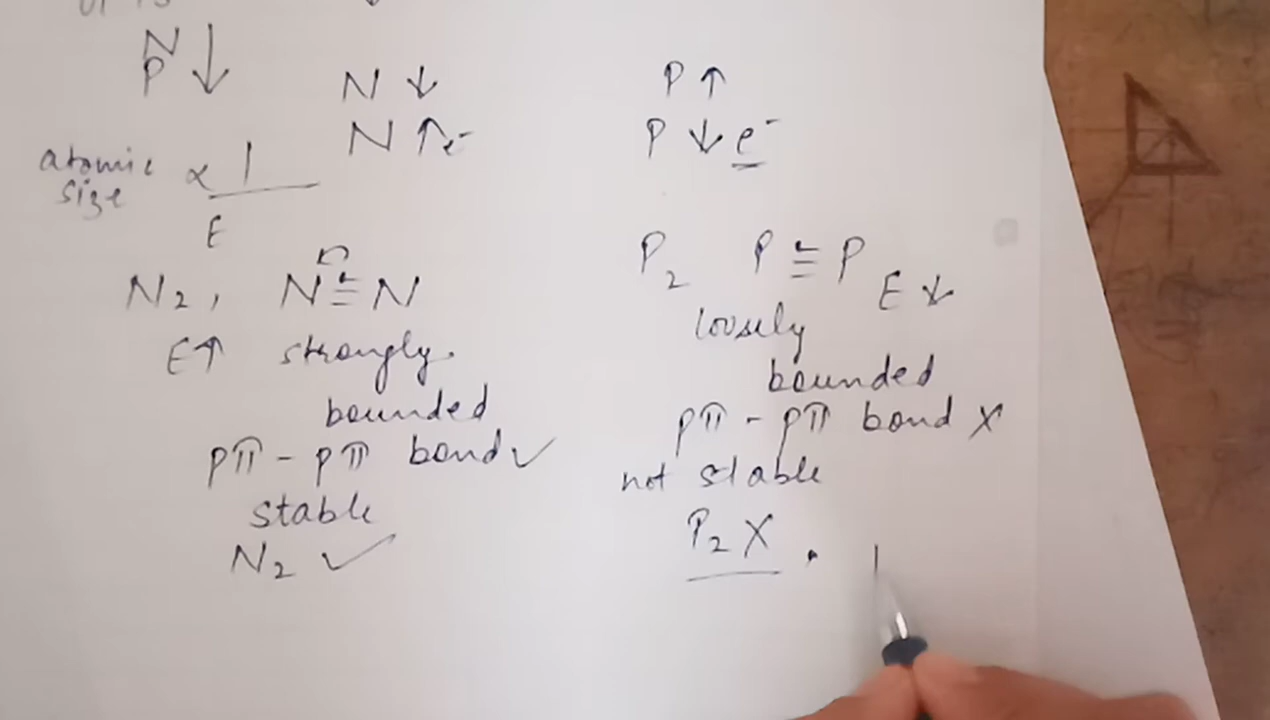 N
P ↓
N ↓
N ↑ e⁻
P ↑
P ↓ e⁻
atomic size ∝ 1
E
N₂, N≡N
E↑ strongly
bounded
pπ - pπ bond ✓
stable
N₂ ✓
P₂ P≡P
E ↓
loosely
bounded
pπ - pπ bond X
not stable
P₂ X .